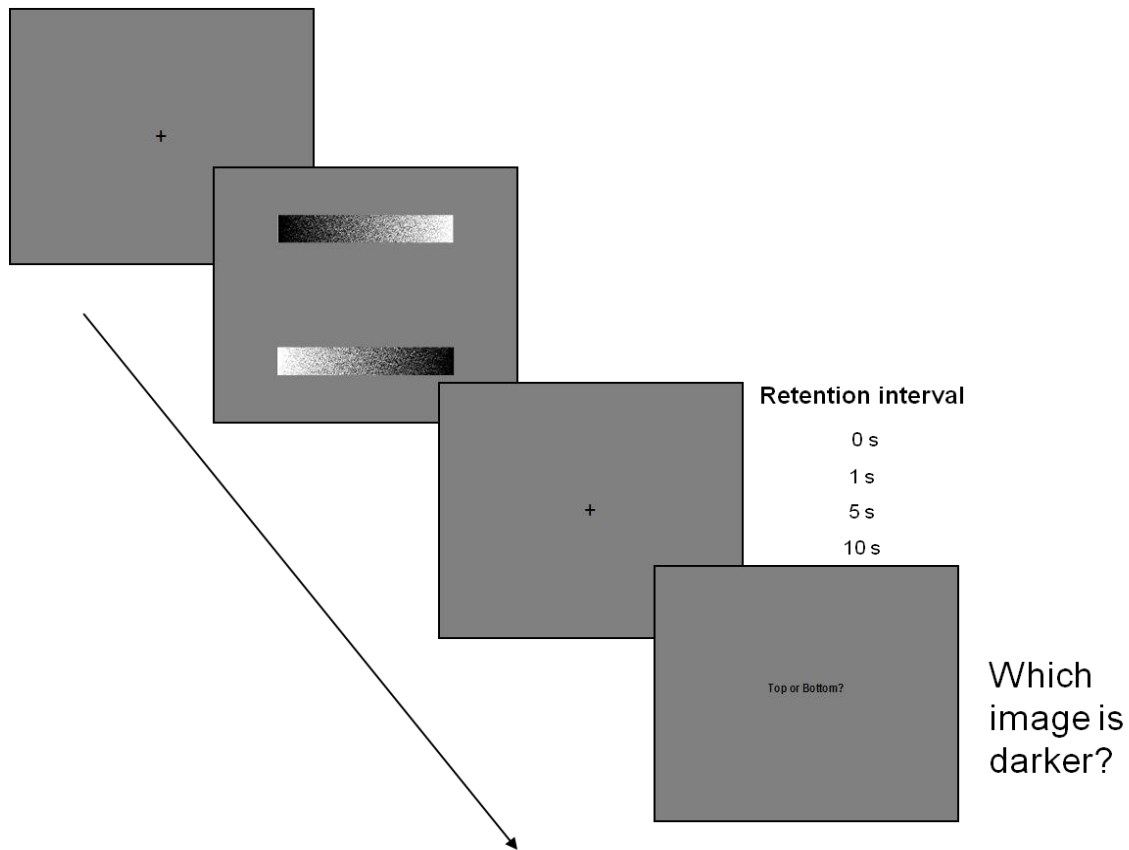 +
+
Retention interval
0 s
1 s
5 s
10 s
Top or Bottom?
Which
image is
darker?